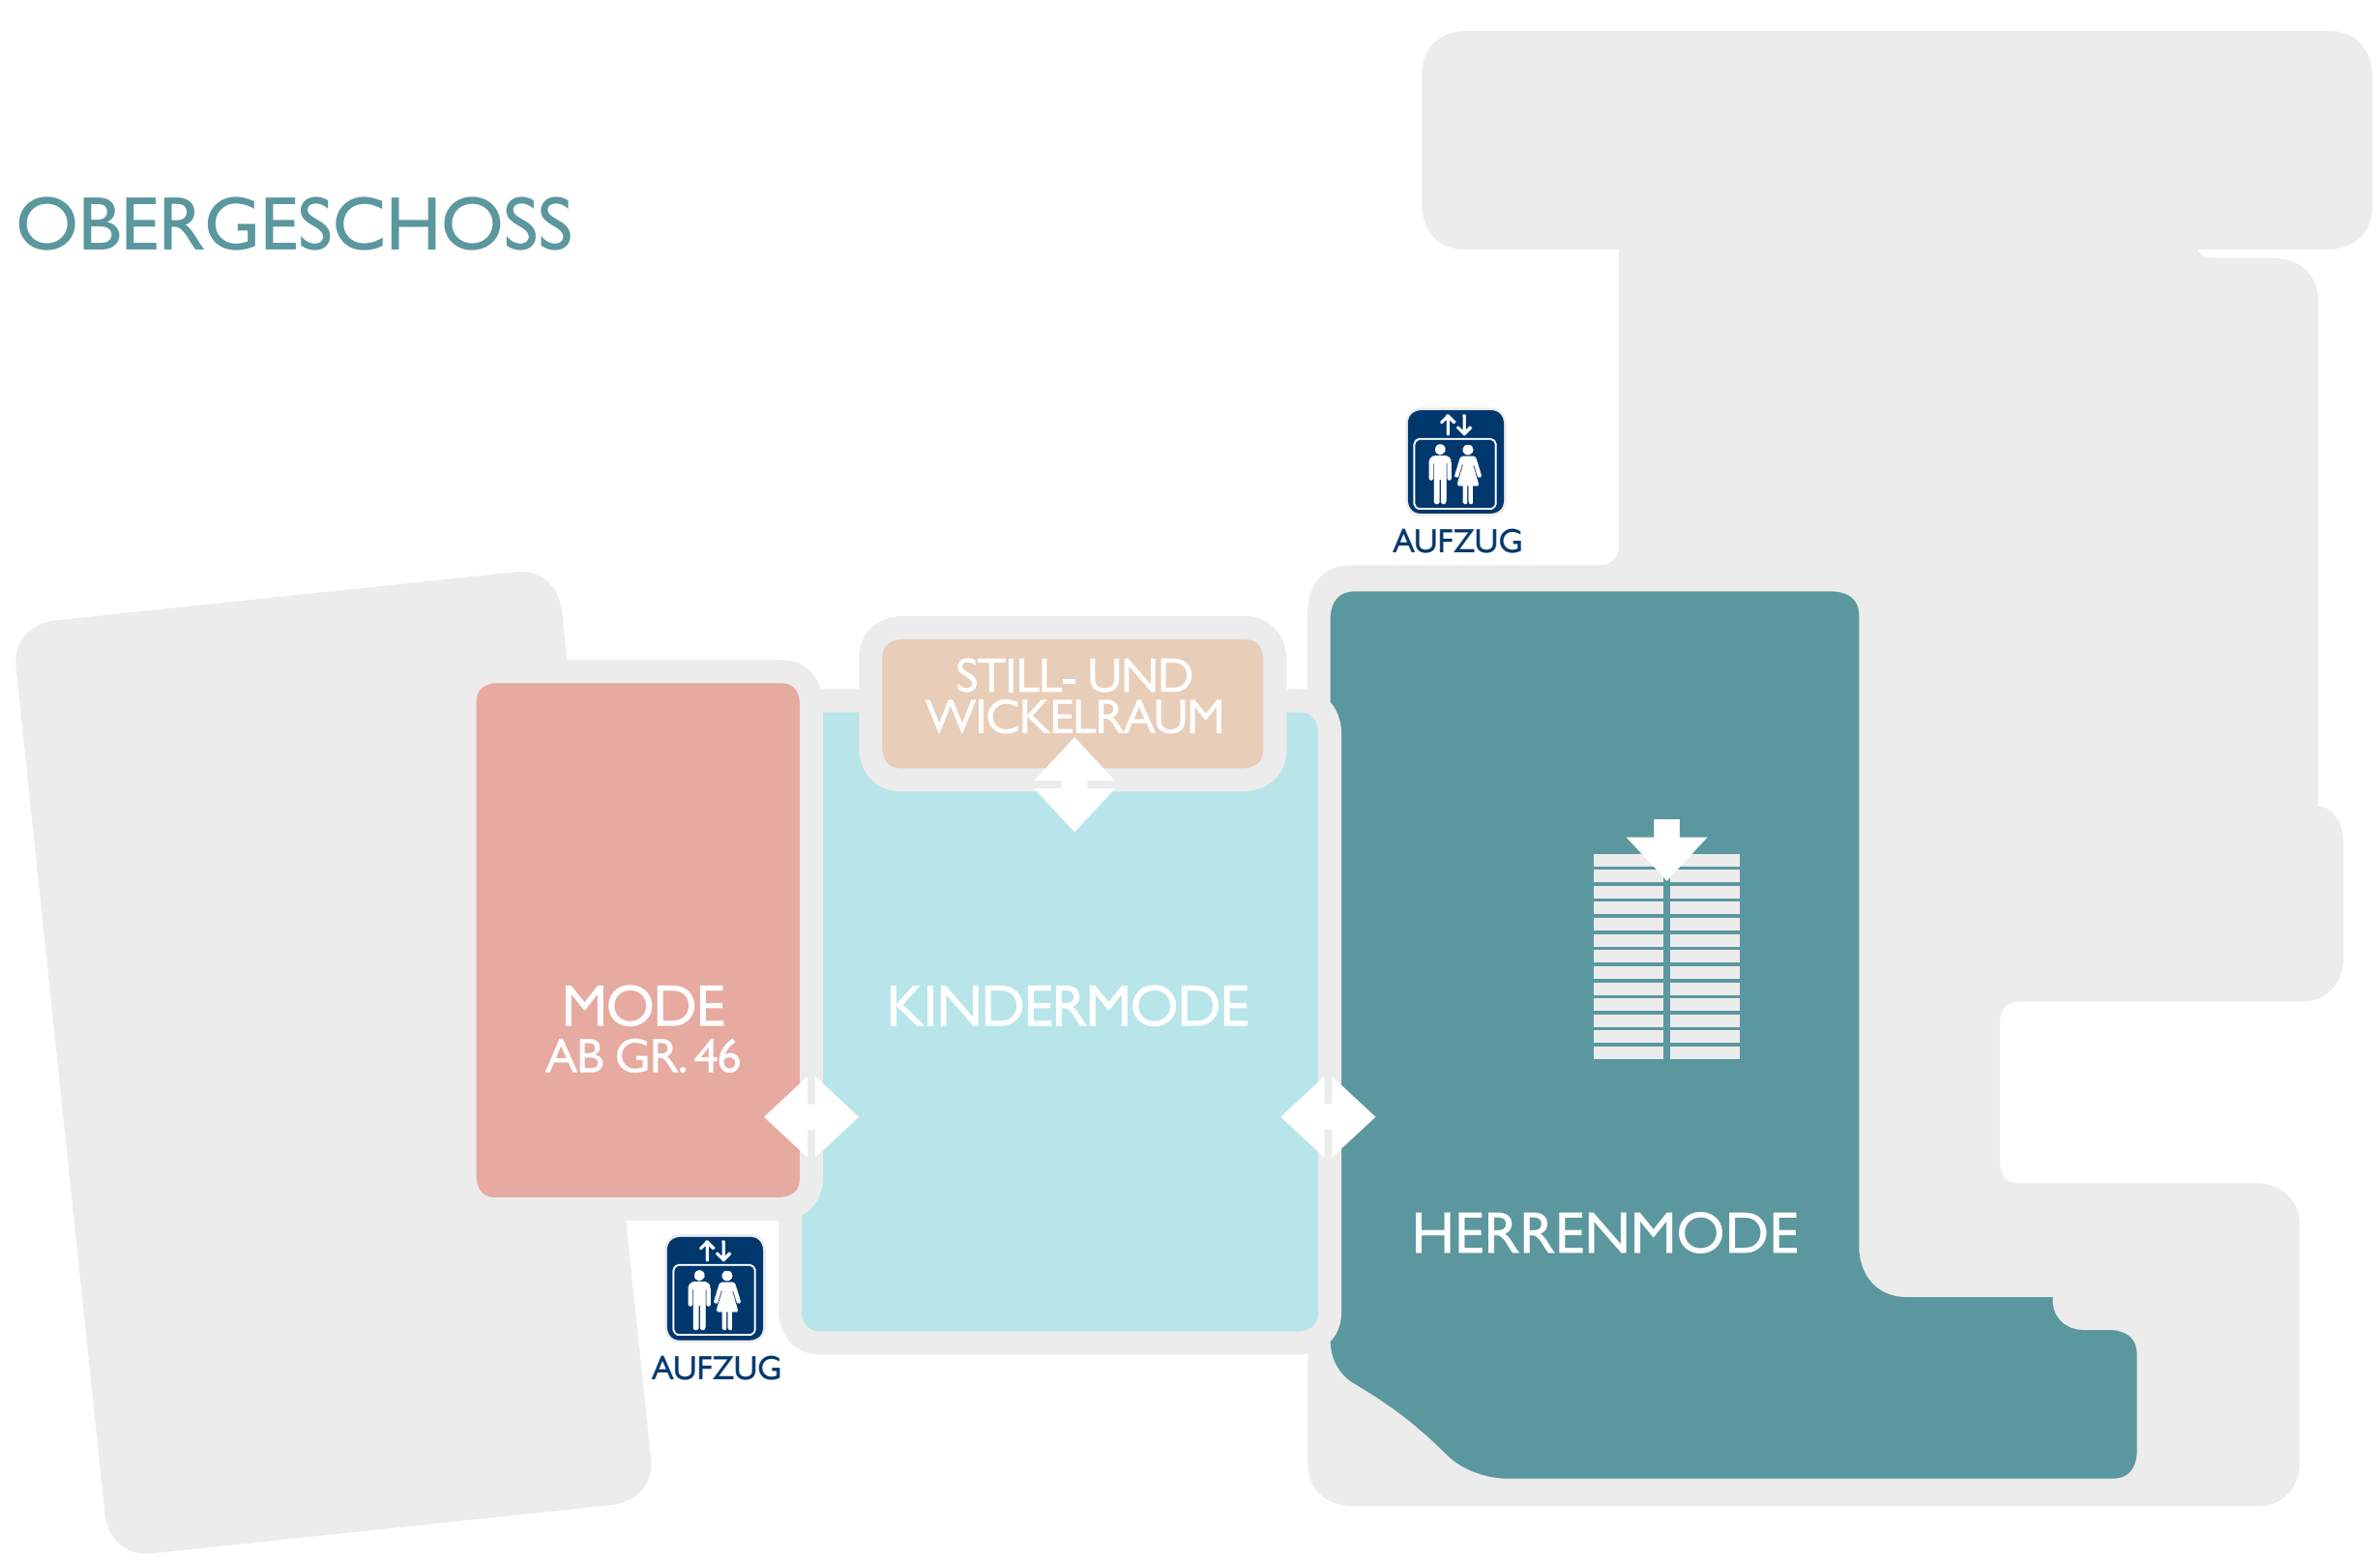 OBERGESCHOSS
AUFZUG
STILL- UND
WICKELRAUM
MODE
AB GR. 46
KINDERMODE
HERRENMODE
AUFZUG